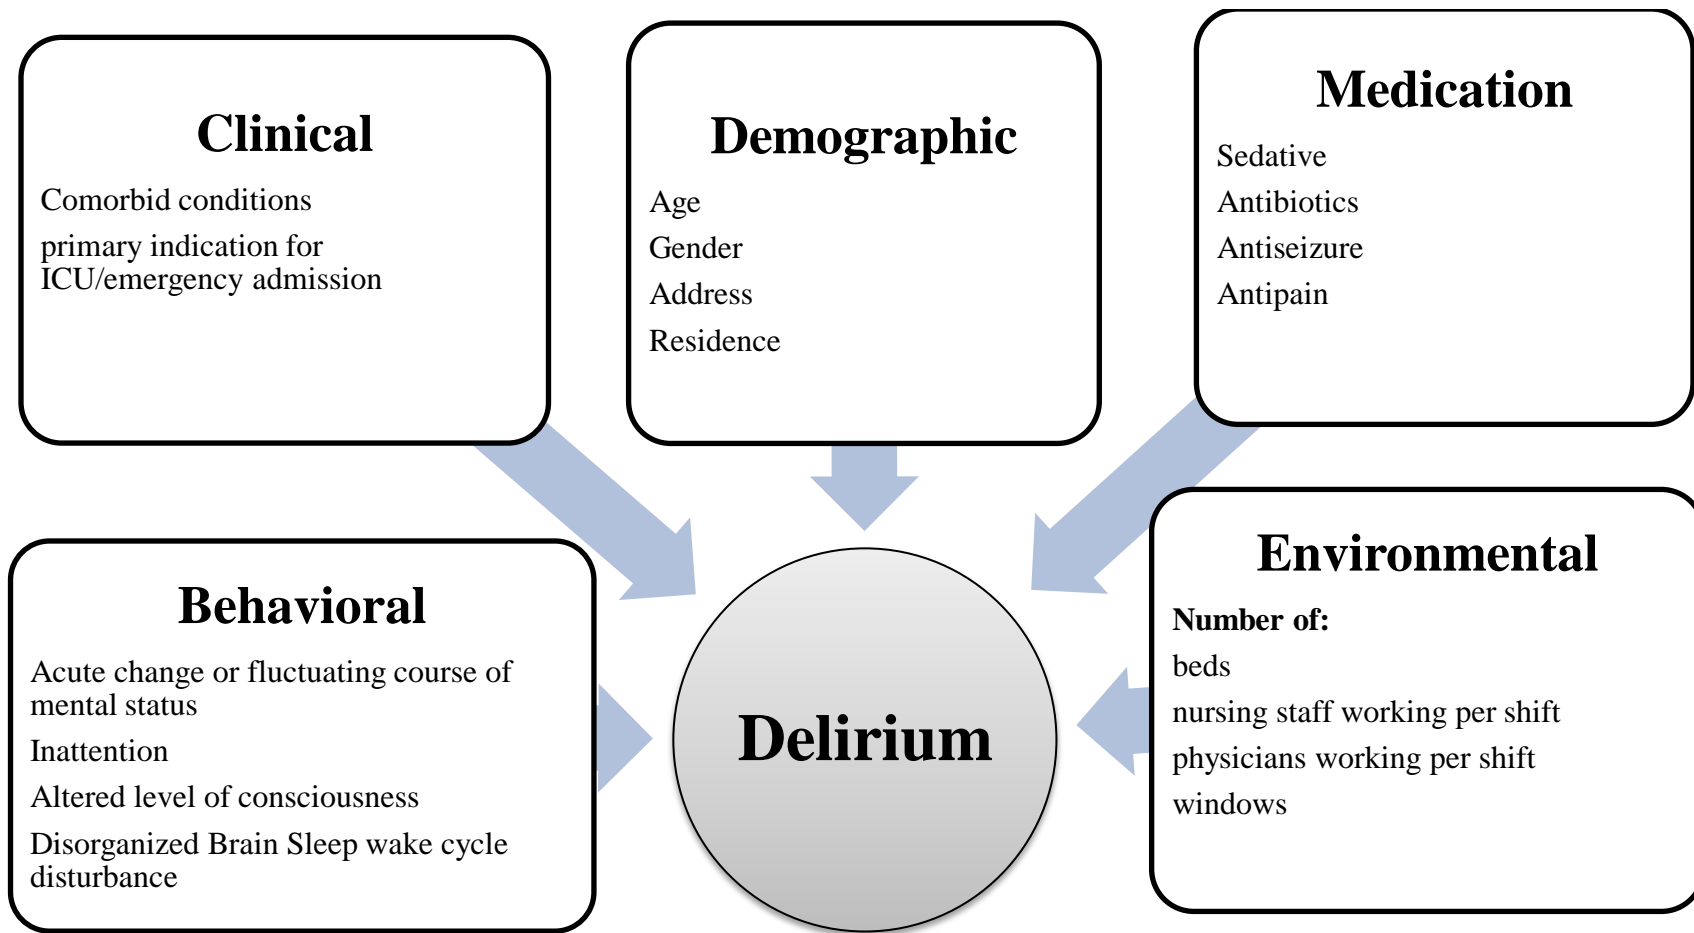 Clinical
Comorbid conditions
primary indication for
ICU/emergency admission
Demographic
Age
Gender
Address
Residence
Medication
Sedative
Antibiotics
Antiseizure
Antipain
Behavioral
Acute change or fluctuating course of
mental status
Inattention
Altered level of consciousness
Disorganized Brain Sleep wake cycle
disturbance
Delirium
Environmental
Number of:
beds
nursing staff working per shift
physicians working per shift
windows